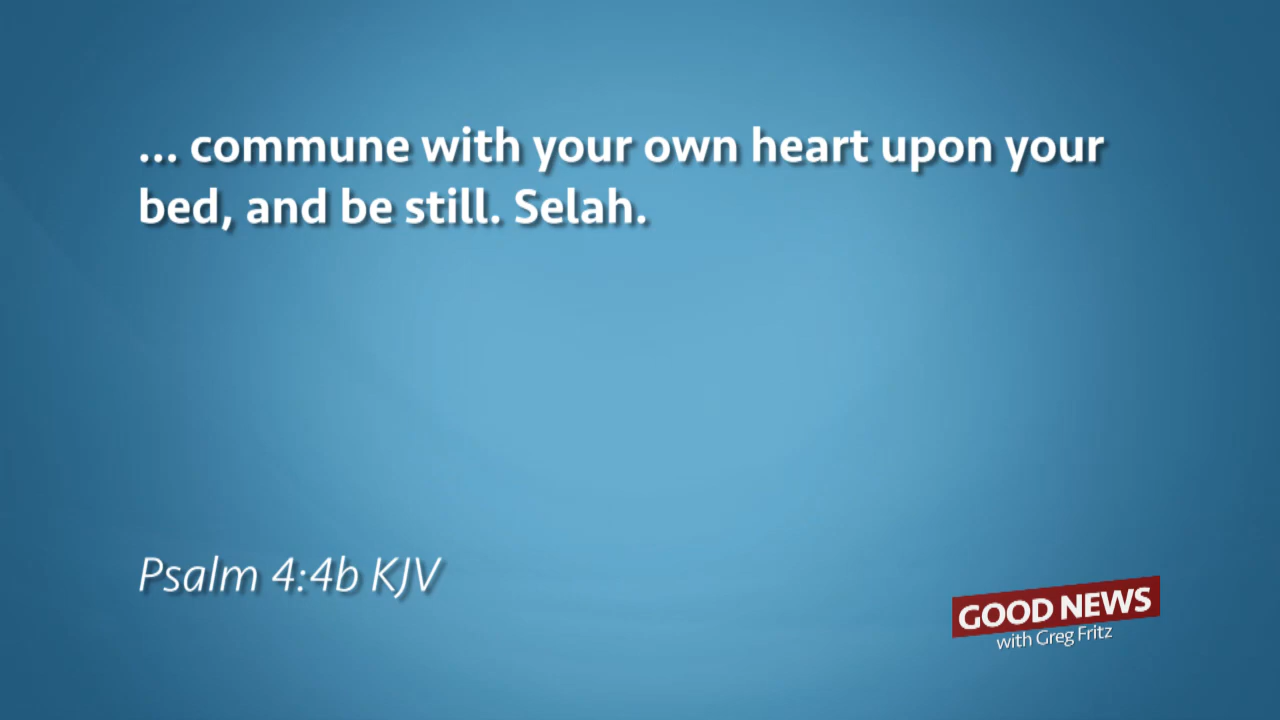 ... commune with your own heart upon your
bed, and be still. Selah.
Psalm 4:4b KJV
GOOD NEWS
with Greg Fritz